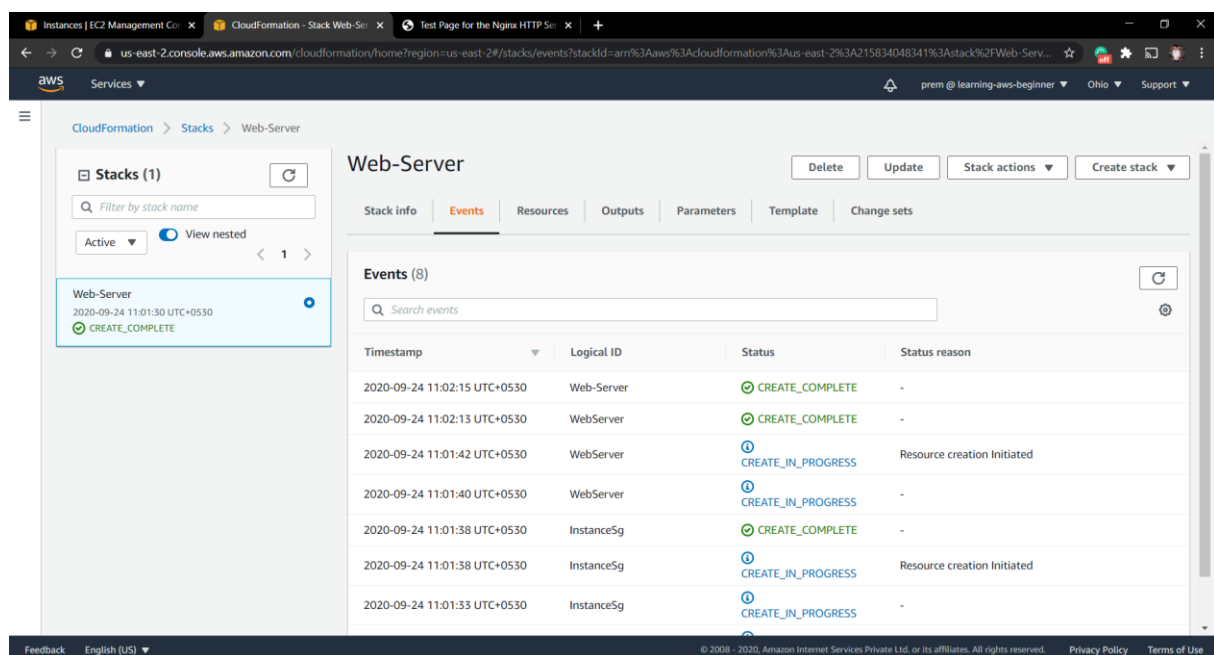 Instances | EC2 Management Co
CloudFormation - Stack Web-Ser
Test Page for the Nginx HTTP Ser
us-east-2.console.aws.amazon.com/cloudformation/home?region=us-east-2#/stacks/events?stackId=arn%3Aaws%3Acloudformation%3Aus-east-2%3A215834048341%3Astack%2FWeb-Serv...
off
aws
Services
prem @ learning-aws-beginner
Ohio
Support
CloudFormation > Stacks > Web-Server
Stacks (1)
Filter by stack name
Active
View nested
< 1 >
Web-Server
2020-09-24 11:01:30 UTC+0530
CREATE_COMPLETE
Web-Server
Delete
Update
Stack actions
Create stack
Stack info
Events
Resources
Outputs
Parameters
Template
Change sets
Events (8)
Search events
Timestamp Logical ID Status Status reason
2020-09-24 11:02:15 UTC+0530 Web-Server CREATE_COMPLETE -
2020-09-24 11:02:13 UTC+0530 WebServer CREATE_COMPLETE -
2020-09-24 11:01:42 UTC+0530 WebServer CREATE_IN_PROGRESS Resource creation Initiated
2020-09-24 11:01:40 UTC+0530 WebServer CREATE_IN_PROGRESS -
2020-09-24 11:01:38 UTC+0530 InstanceSg CREATE_COMPLETE -
2020-09-24 11:01:38 UTC+0530 InstanceSg CREATE_IN_PROGRESS Resource creation Initiated
2020-09-24 11:01:33 UTC+0530 InstanceSg CREATE_IN_PROGRESS -
Feedback English (US) © 2008 - 2020, Amazon Internet Services Private Ltd. or its affiliates. All rights reserved. Privacy Policy Terms of Use